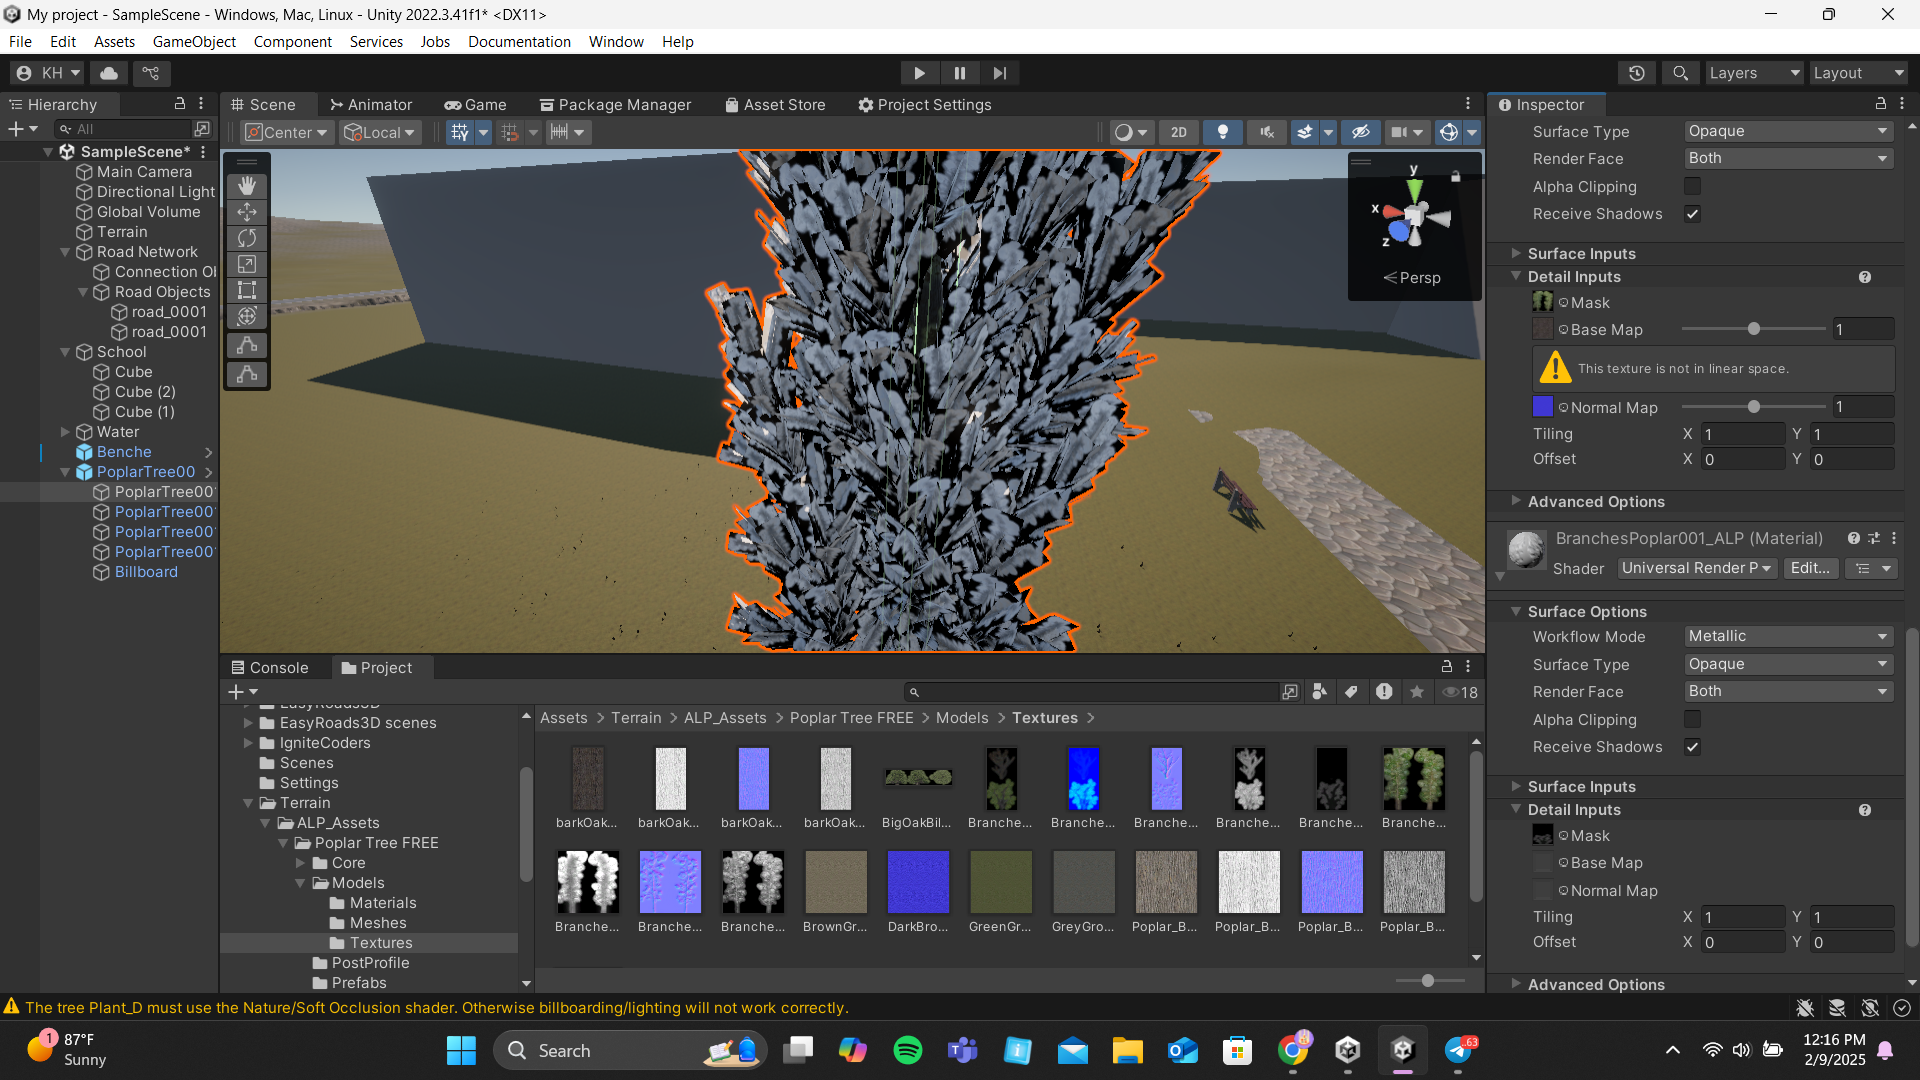 My project - SampleScene - Windows, Mac, Linux - Unity 2022.3.41f1* <DX11>
File Edit Assets GameObject Component Services Jobs Documentation Window Help
KH
Layers
Layout
Hierarchy
All
SampleScene*
Main Camera
Directional Light
Global Volume
Terrain
Road Network
Road Objects
road_0001
road_0001
School
Cube
Cube (2)
Cube (1)
Water
Benche
PoplarTree00
PoplarTree00
PoplarTree00
PoplarTree00
PoplarTree00
Billboard
Scene Animator Game Package Manager Asset Store Project Settings
Center Local 2D
y
x
z
Persp
Console Project
18
EasyRoads3D
EasyRoads3D scenes
IgniteCoders
Scenes
Settings
Terrain
ALP_Assets
Poplar Tree FREE
Core
Models
Materials
Meshes
Textures
PostProfile
Prefabs
Assets > Terrain > ALP_Assets > Poplar Tree FREE > Models > Textures >
barkOak... barkOak... barkOak... barkOak... BigOakBil... Branche... Branche... Branche... Branche... Branche... Branche...
Branche... Branche... Branche... BrownGr... DarkBro... GreenGr... GreyGro... Poplar_B... Poplar_B... Poplar_B... Poplar_B...
Inspector
Surface Type Opaque
Render Face Both
Alpha Clipping
Receive Shadows
Surface Inputs
Detail Inputs
Mask
Base Map 1
This texture is not in linear space.
Normal Map 1
Tiling X 1 Y 1
Offset X 0 Y 0
Advanced Options
BranchesPoplar001_ALP (Material)
Shader Universal Render P Edit...
Surface Options
Workflow Mode Metallic
Surface Type Opaque
Render Face Both
Alpha Clipping
Receive Shadows
Surface Inputs
Detail Inputs
Mask
Base Map
Normal Map
Tiling X 1 Y 1
Offset X 0 Y 0
Advanced Options
The tree Plant_D must use the Nature/Soft Occlusion shader. Otherwise billboarding/lighting will not work correctly.
1
87°F
Sunny
Search
63
12:16 PM
2/9/2025